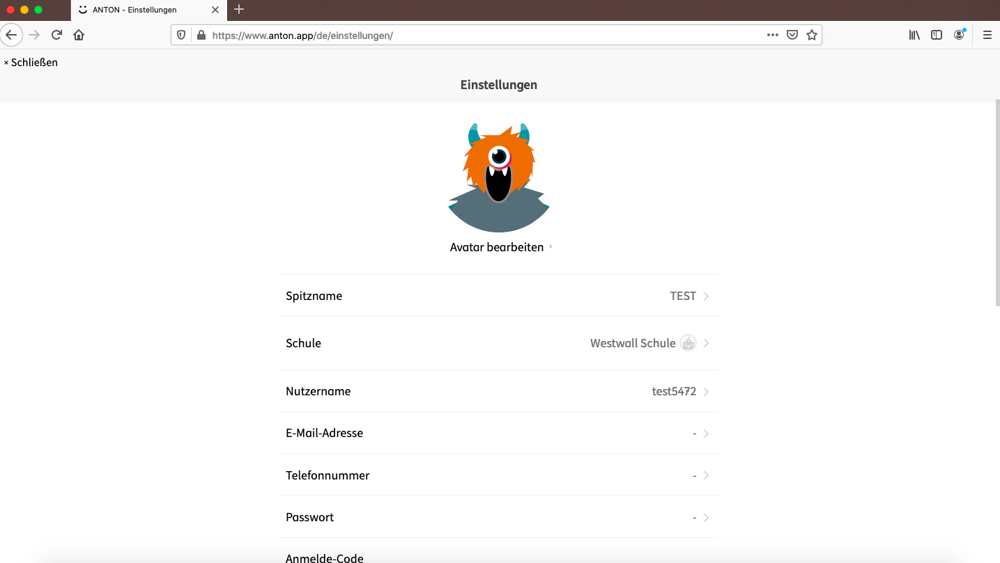 ANTON - Einstellungen
https://www.anton.app/de/einstellungen/
× Schließen
Einstellungen
Avatar bearbeiten ›
Spitzname TEST
Schule Westwall Schule
Nutzername test5472
E-Mail-Adresse -
Telefonnummer -
Passwort -
Anmelde-Code